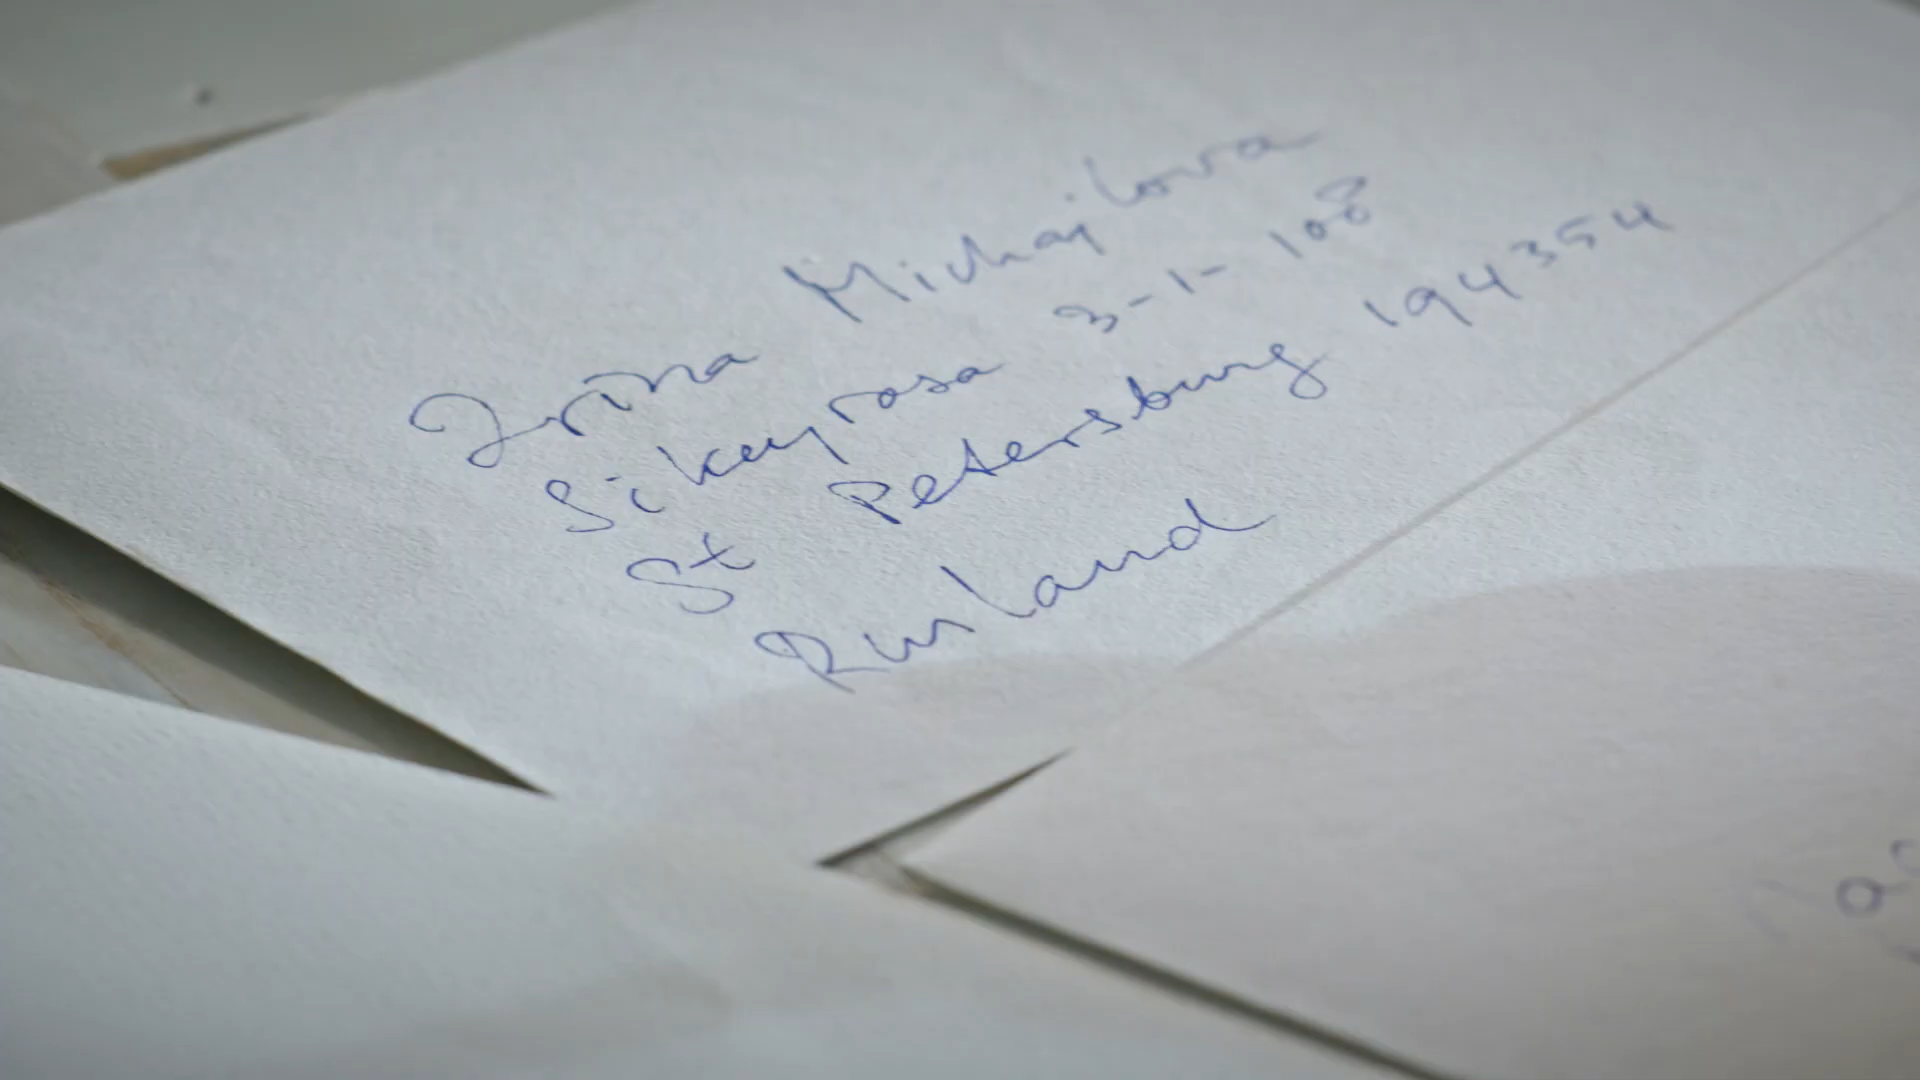 Irina Michajlova
Sikeyrosa 3-1-108
St Petersburg 194354
Rusland